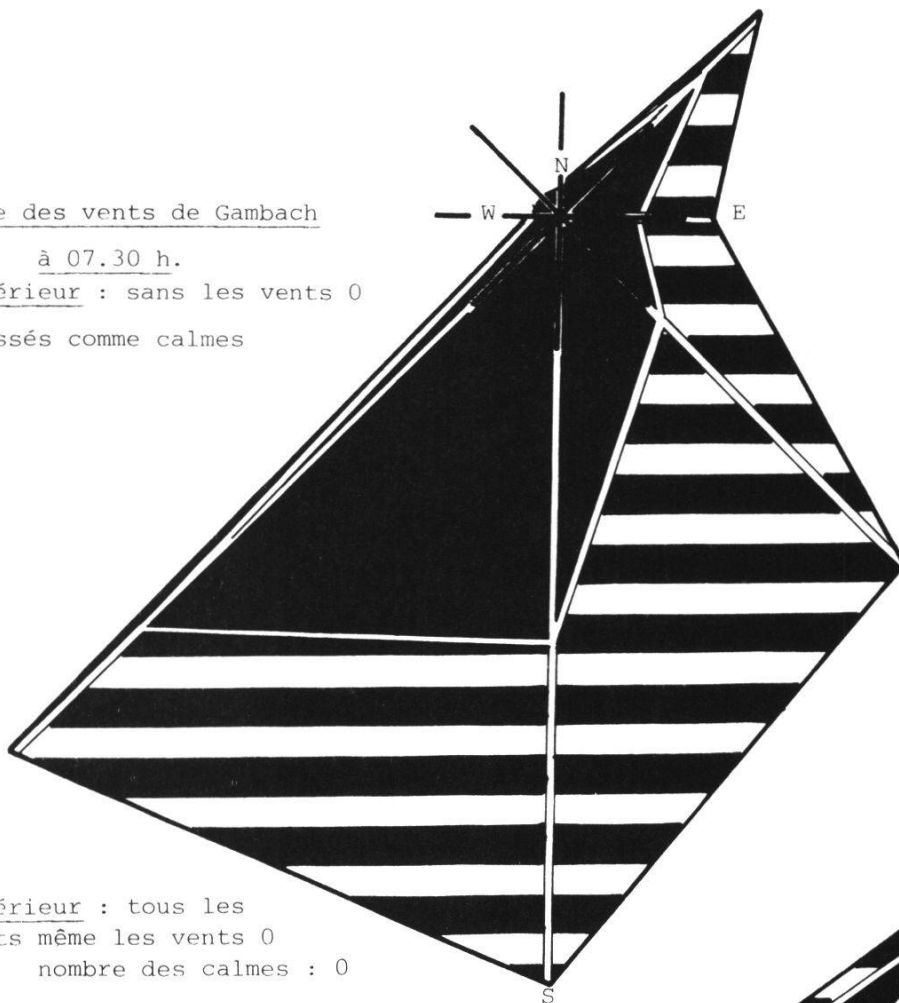 N
e des vents de Gambach
W
E
à 07.30 h.
érieur : sans les vents 0
ssés comme calmes
érieur : tous les
ts même les vents 0
nombre des calmes : 0
S